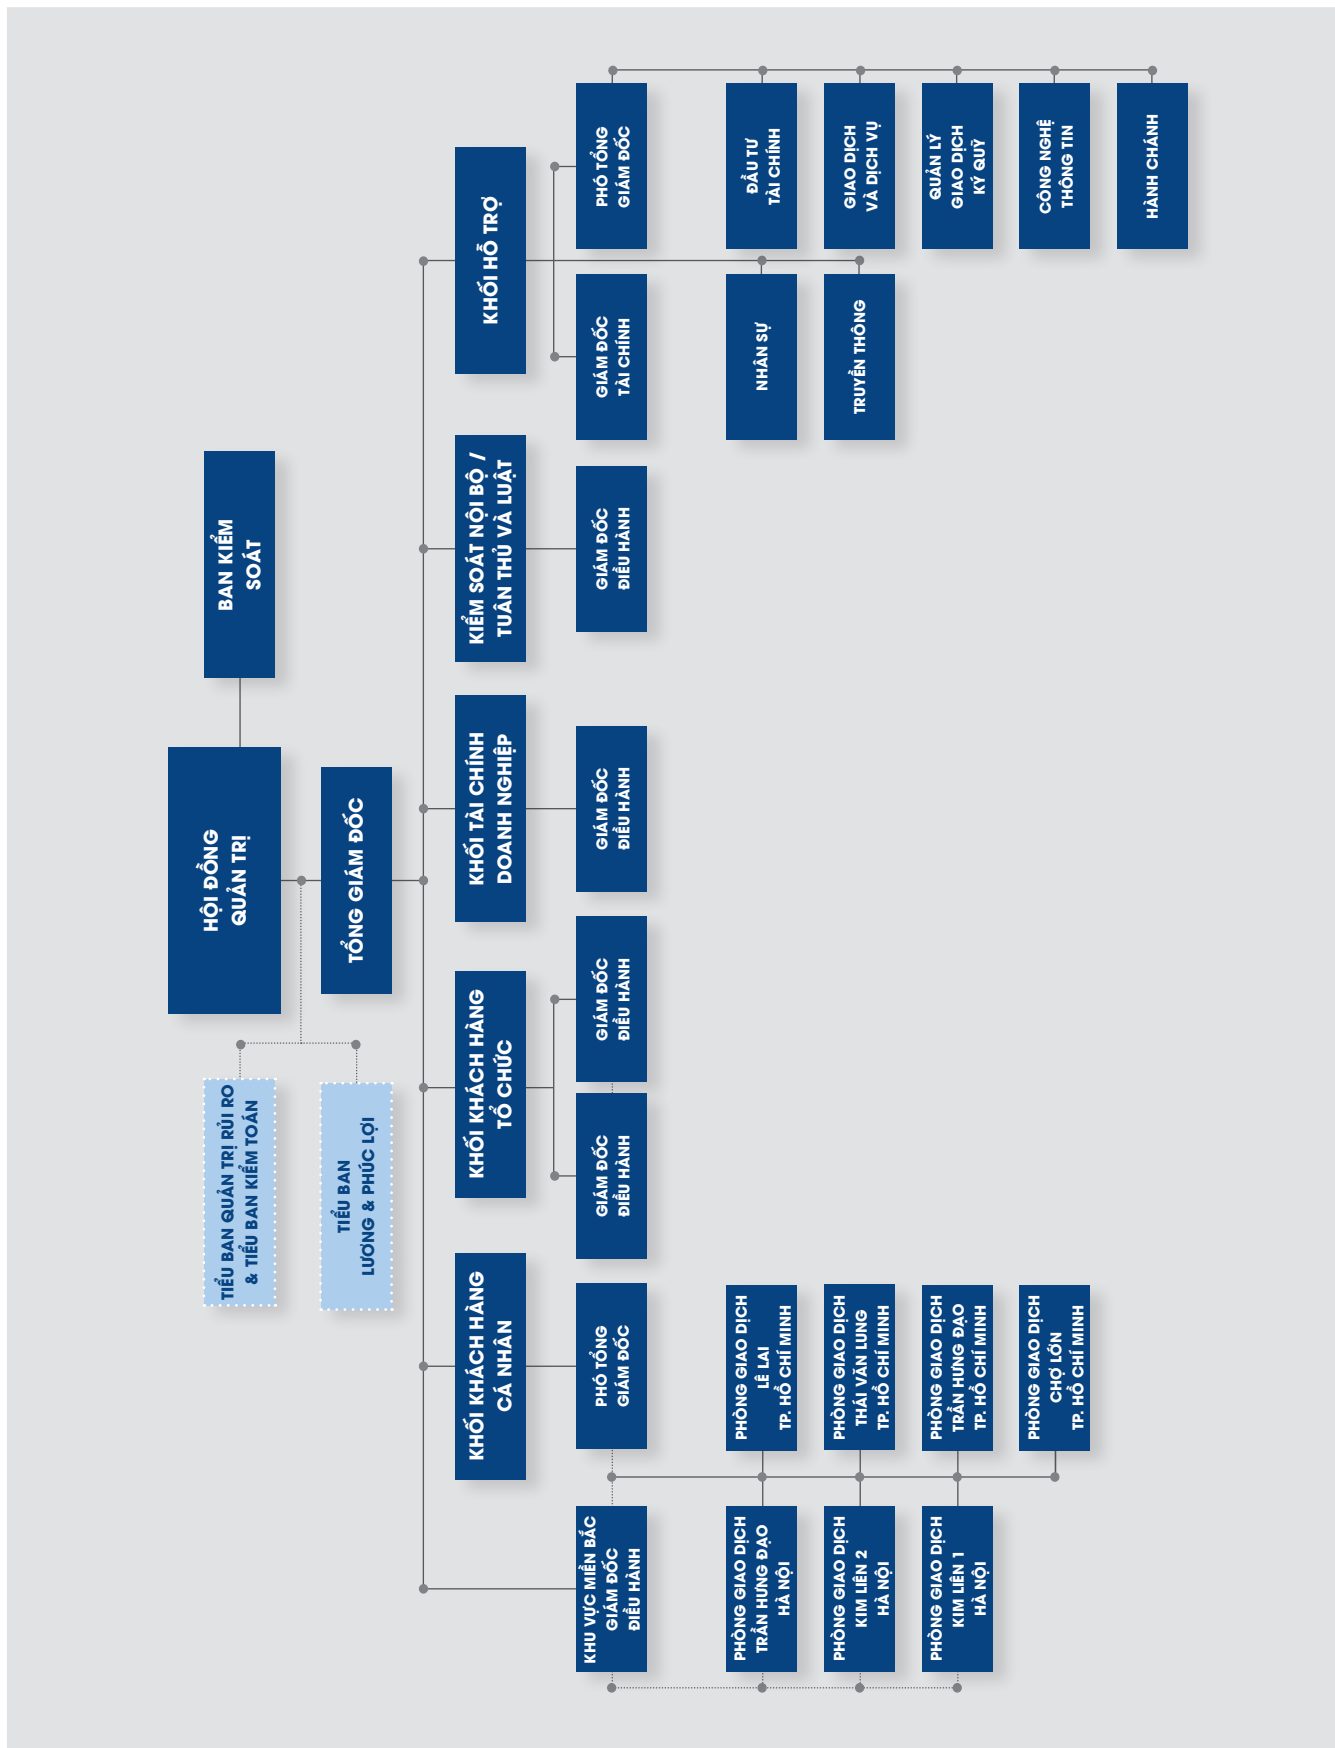 HỘI ĐỒNG
QUẢN TRỊ
BAN KIỂM
SOÁT
TIỂU BAN QUẢN TRỊ RỦI RO
& TIỂU BAN KIỂM TOÁN
TIỂU BAN
LƯƠNG & PHÚC LỢI
TỔNG GIÁM ĐỐC
KHỐI KHÁCH HÀNG
CÁ NHÂN
KHỐI KHÁCH HÀNG
TỔ CHỨC
KHỐI TÀI CHÍNH
DOANH NGHIỆP
KIỂM SOÁT NỘI BỘ /
TUÂN THỦ VÀ LUẬT
KHỐI HỖ TRỢ
KHU VỰC MIỀN BẮC
GIÁM ĐỐC
ĐIỀU HÀNH
PHÓ TỔNG
GIÁM ĐỐC
GIÁM ĐỐC
ĐIỀU HÀNH
GIÁM ĐỐC
ĐIỀU HÀNH
GIÁM ĐỐC
ĐIỀU HÀNH
GIÁM ĐỐC
ĐIỀU HÀNH
GIÁM ĐỐC
TÀI CHÍNH
PHÓ TỔNG
GIÁM ĐỐC
PHÒNG GIAO DỊCH
TRẦN HƯNG ĐẠO
HÀ NỘI
PHÒNG GIAO DỊCH
LÊ LAI
TP. HỒ CHÍ MINH
NHÂN SỰ
ĐẦU TƯ
TÀI CHÍNH
PHÒNG GIAO DỊCH
KIM LIÊN 2
HÀ NỘI
PHÒNG GIAO DỊCH
THÁI VĂN LUNG
TP. HỒ CHÍ MINH
TRUYỀN THÔNG
GIAO DỊCH
VÀ DỊCH VỤ
PHÒNG GIAO DỊCH
KIM LIÊN 1
HÀ NỘI
PHÒNG GIAO DỊCH
TRẦN HƯNG ĐẠO
TP. HỒ CHÍ MINH
QUẢN LÝ
GIAO DỊCH
KÝ QUỸ
PHÒNG GIAO DỊCH
CHỢ LỚN
TP. HỒ CHÍ MINH
CÔNG NGHỆ
THÔNG TIN
HÀNH CHÁNH